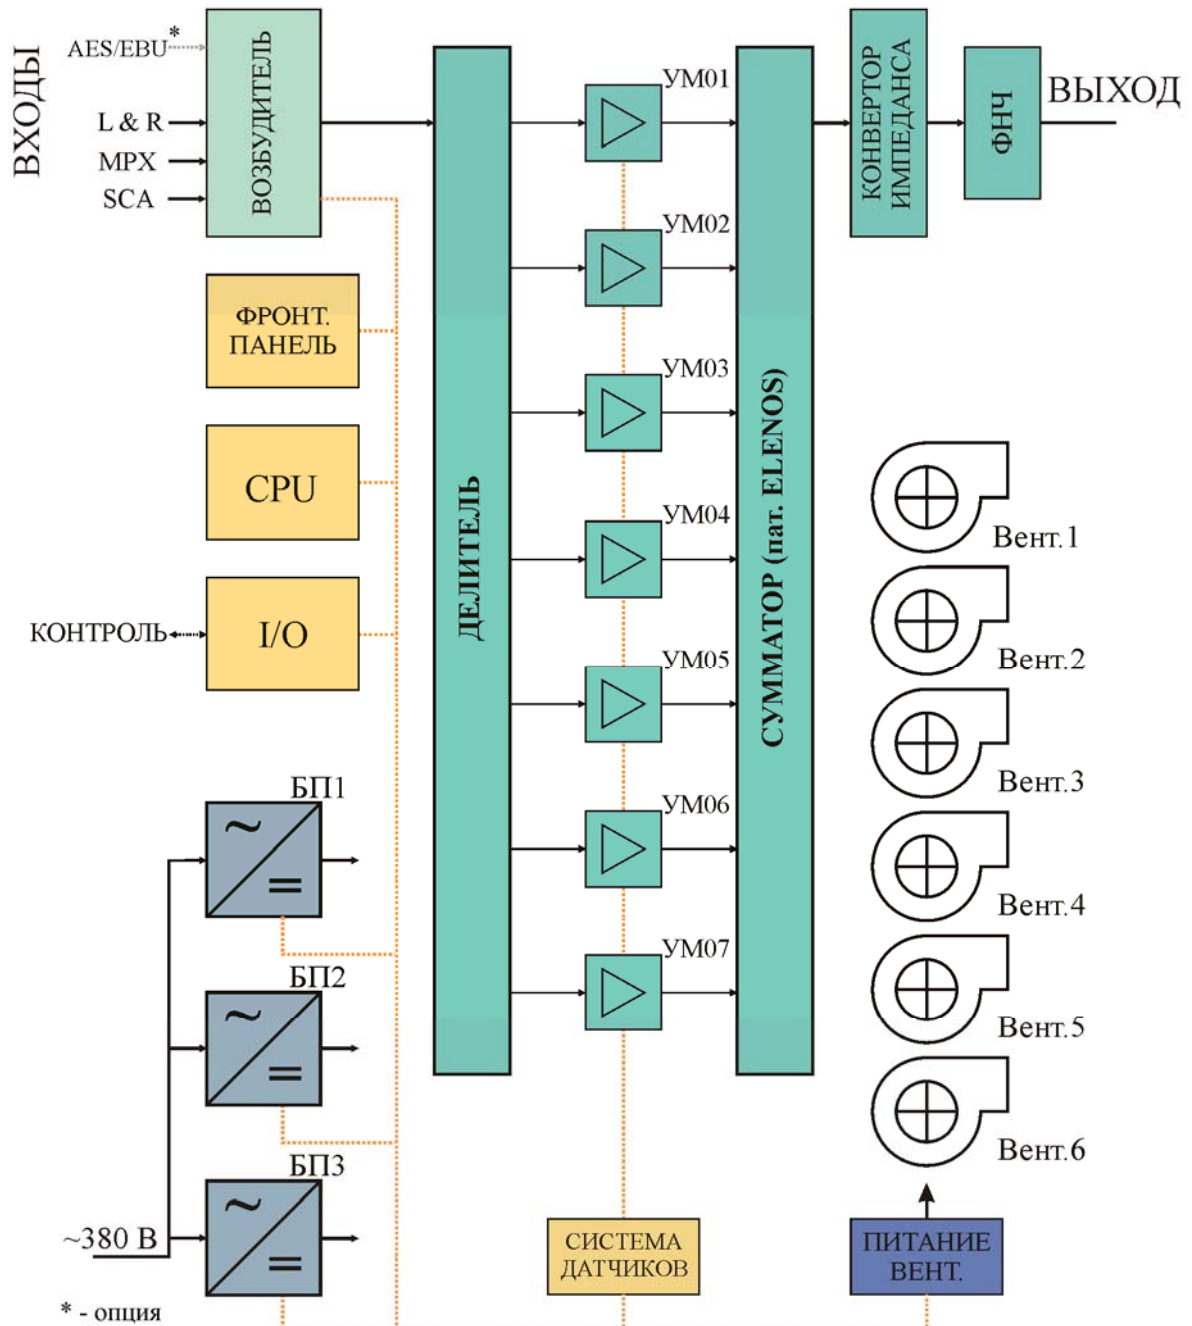 ВХОДЫ
AES/EBU*
L & R
MPX
SCA
ВОЗБУДИТЕЛЬ
ФРОНТ.
ПАНЕЛЬ
CPU
КОНТРОЛЬ
I/O
БП1
~
=
БП2
~
=
БП3
~
=
~380 В
* - опция
ДЕЛИТЕЛЬ
УМ01
УМ02
УМ03
УМ04
УМ05
УМ06
УМ07
СУММАТОР (пат. ELENOS)
КОНВЕРТОР
ИМПЕДАНСА
ФНЧ
ВЫХОД
Вент.1
Вент.2
Вент.3
Вент.4
Вент.5
Вент.6
СИСТЕМА
ДАТЧИКОВ
ПИТАНИЕ
ВЕНТ.